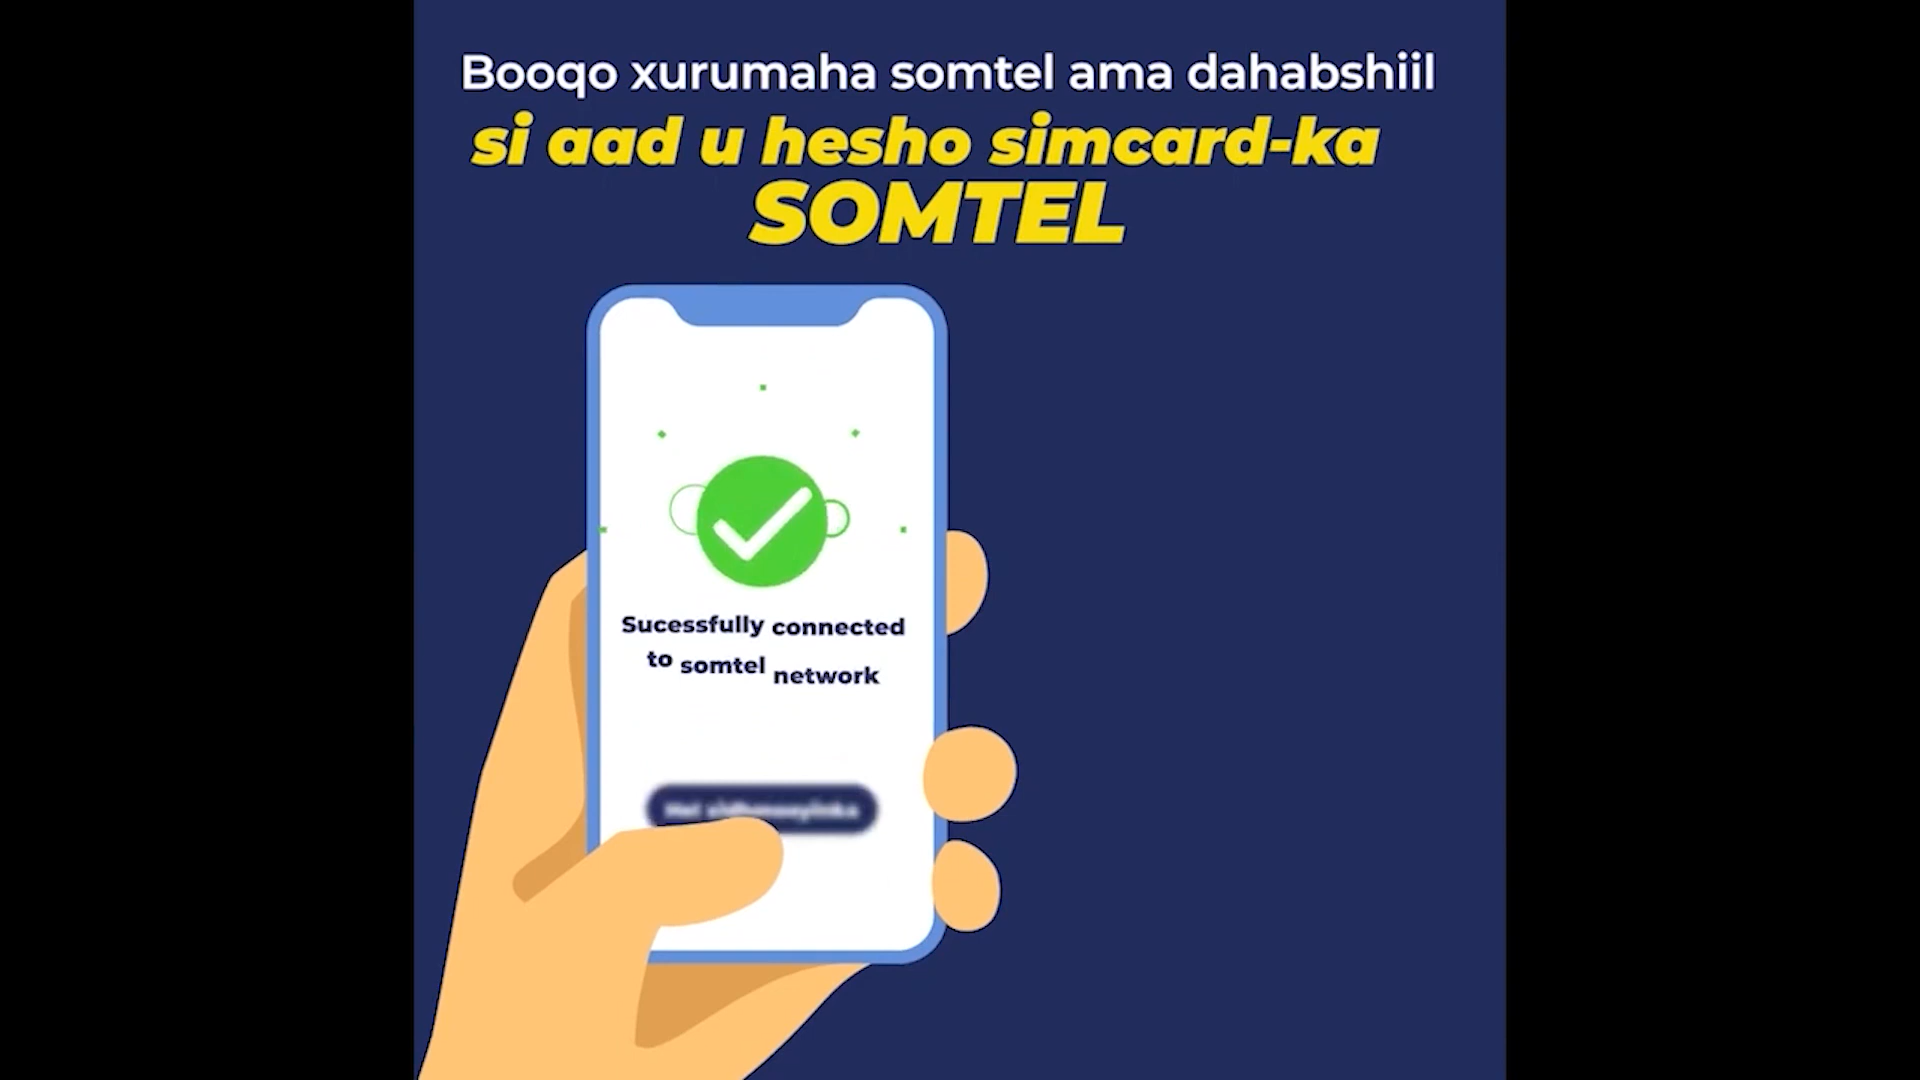 Booqo xurumaha somtel ama dahabshiil
si aad u hesho simcard-ka
SOMTEL
Sucessfully connected
to somtel network